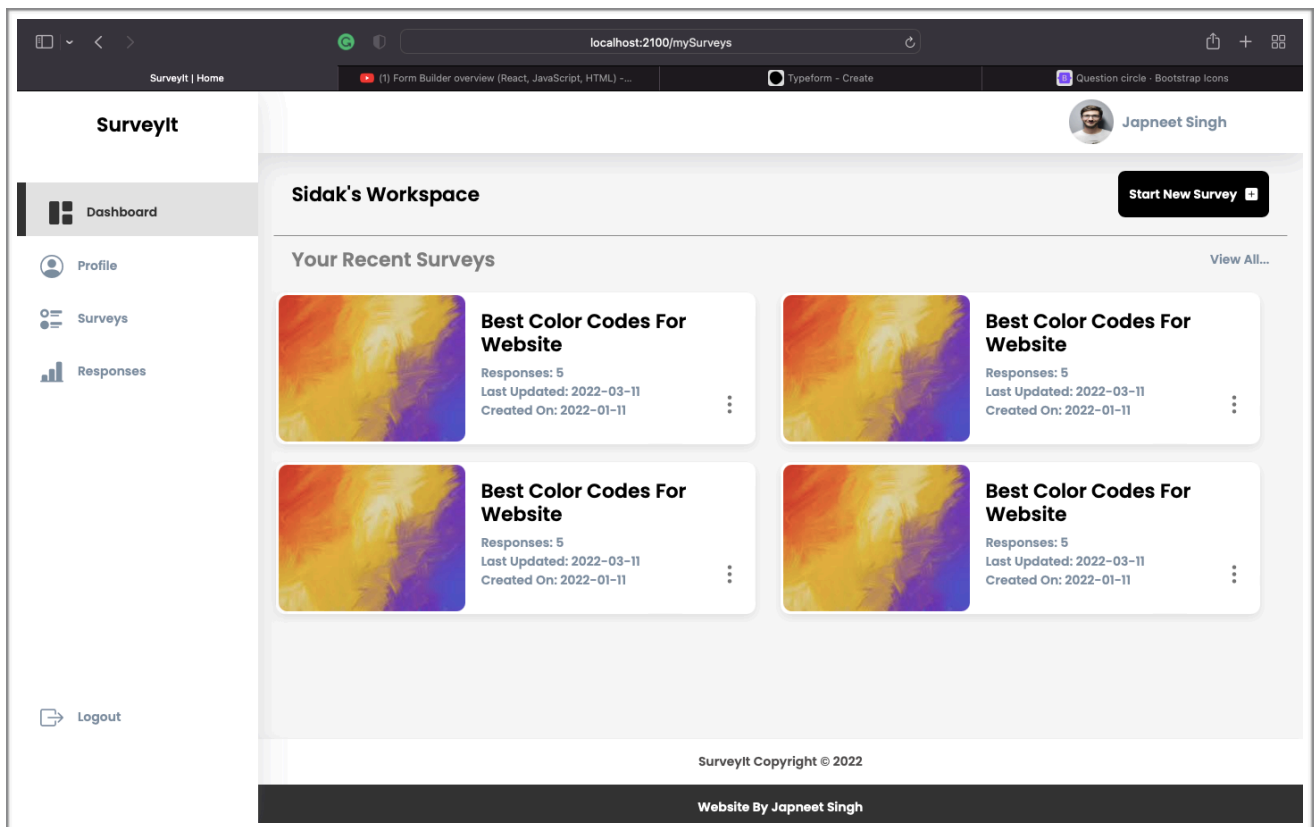 localhost:2100/mySurveys
SurveyIt | Home
(1) Form Builder overview (React, JavaScript, HTML) -...
Typeform - Create
B
Question circle · Bootstrap Icons
SurveyIt
Japneet Singh
Dashboard
Profile
Surveys
Responses
Logout
Sidak's Workspace
Start New Survey
Your Recent Surveys
View All...
Best Color Codes For
Website
Responses: 5
Last Updated: 2022-03-11
Created On: 2022-01-11
Best Color Codes For
Website
Responses: 5
Last Updated: 2022-03-11
Created On: 2022-01-11
Best Color Codes For
Website
Responses: 5
Last Updated: 2022-03-11
Created On: 2022-01-11
Best Color Codes For
Website
Responses: 5
Last Updated: 2022-03-11
Created On: 2022-01-11
SurveyIt Copyright © 2022
Website By Japneet Singh